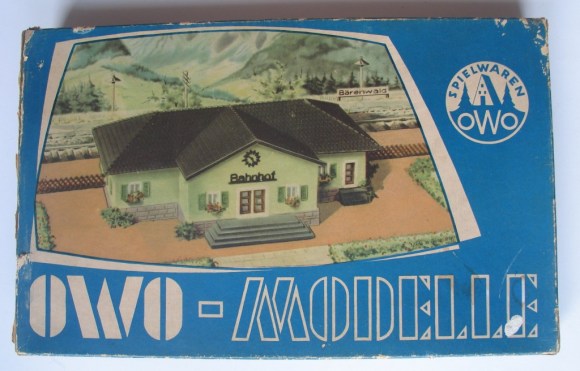 Bärenwald
SPIELWAREN
OWO
Bahnhof
OWO - MODELLE